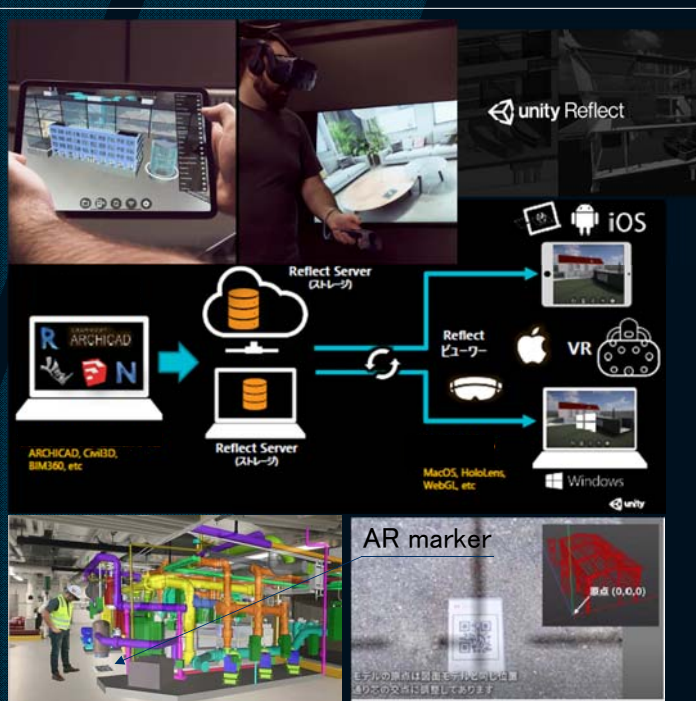 unity Reflect
Reflect Server
(ストレージ)
iOS
GRAPHISOFT
ARCHICAD
R
N
Reflect
ビューワー
VR
Reflect Server
(ストレージ)
ARCHICAD, Civil3D,
BIM360, etc
MacOS, HoloLens,
WebGL, etc
Windows
unity
AR marker
原点 (0,0,0)
モデルの原点は図面モデルと同じ位置
通り芯の交点に調整してあります